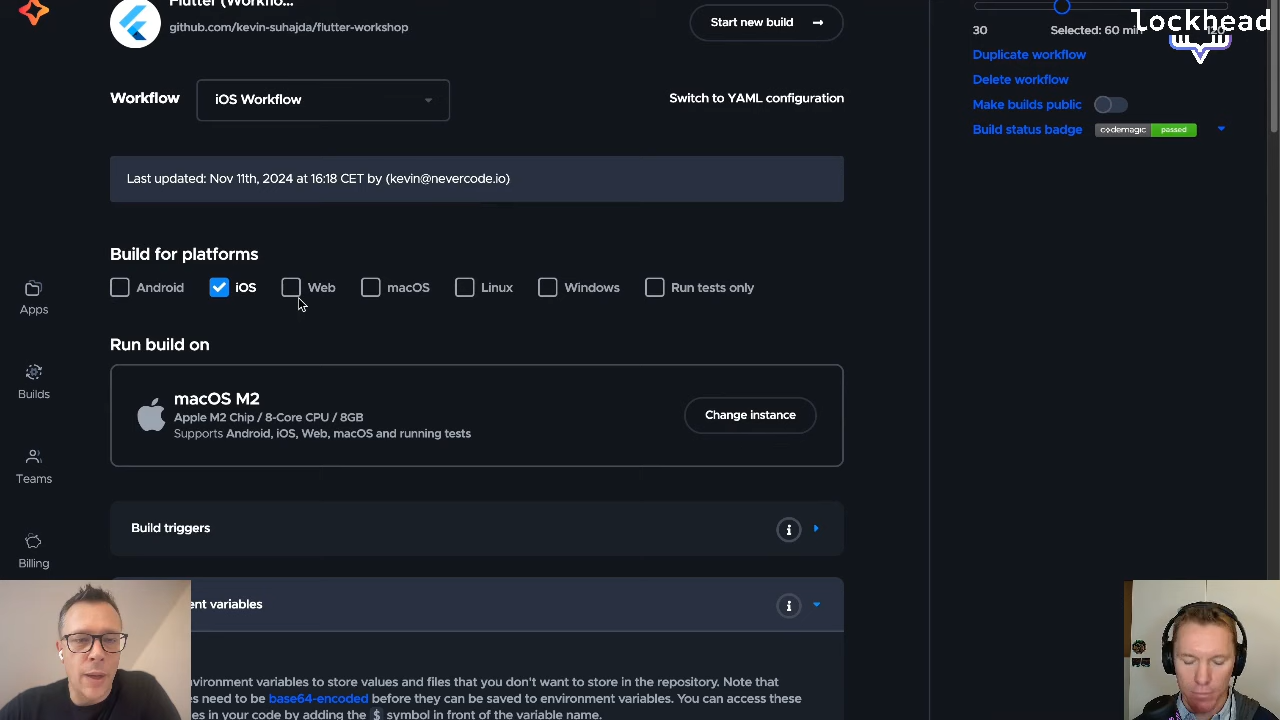 Flutter (Workflo...
github.com/kevin-suhajda/flutter-workshop
Start new build
Workflow
iOS Workflow
Switch to YAML configuration
Last updated: Nov 11th, 2024 at 16:18 CET by (kevin@nevercode.io)
Build for platforms
Android
iOS
Web
macOS
Linux
Windows
Run tests only
Run build on
macOS M2
Apple M2 Chip / 8-Core CPU / 8GB
Supports Android, iOS, Web, macOS and running tests
Change instance
Build triggers
ent variables
nvironment variables to store values and files that you don't want to store in the repository. Note that
es need to be base64-encoded before they can be saved to environment variables. You can access these
es in your code by adding the $ symbol in front of the variable name.
Apps
Builds
Teams
Billing
lockhead
30
Selected: 60 min
120
Duplicate workflow
Delete workflow
Make builds public
Build status badge
codemagic passed